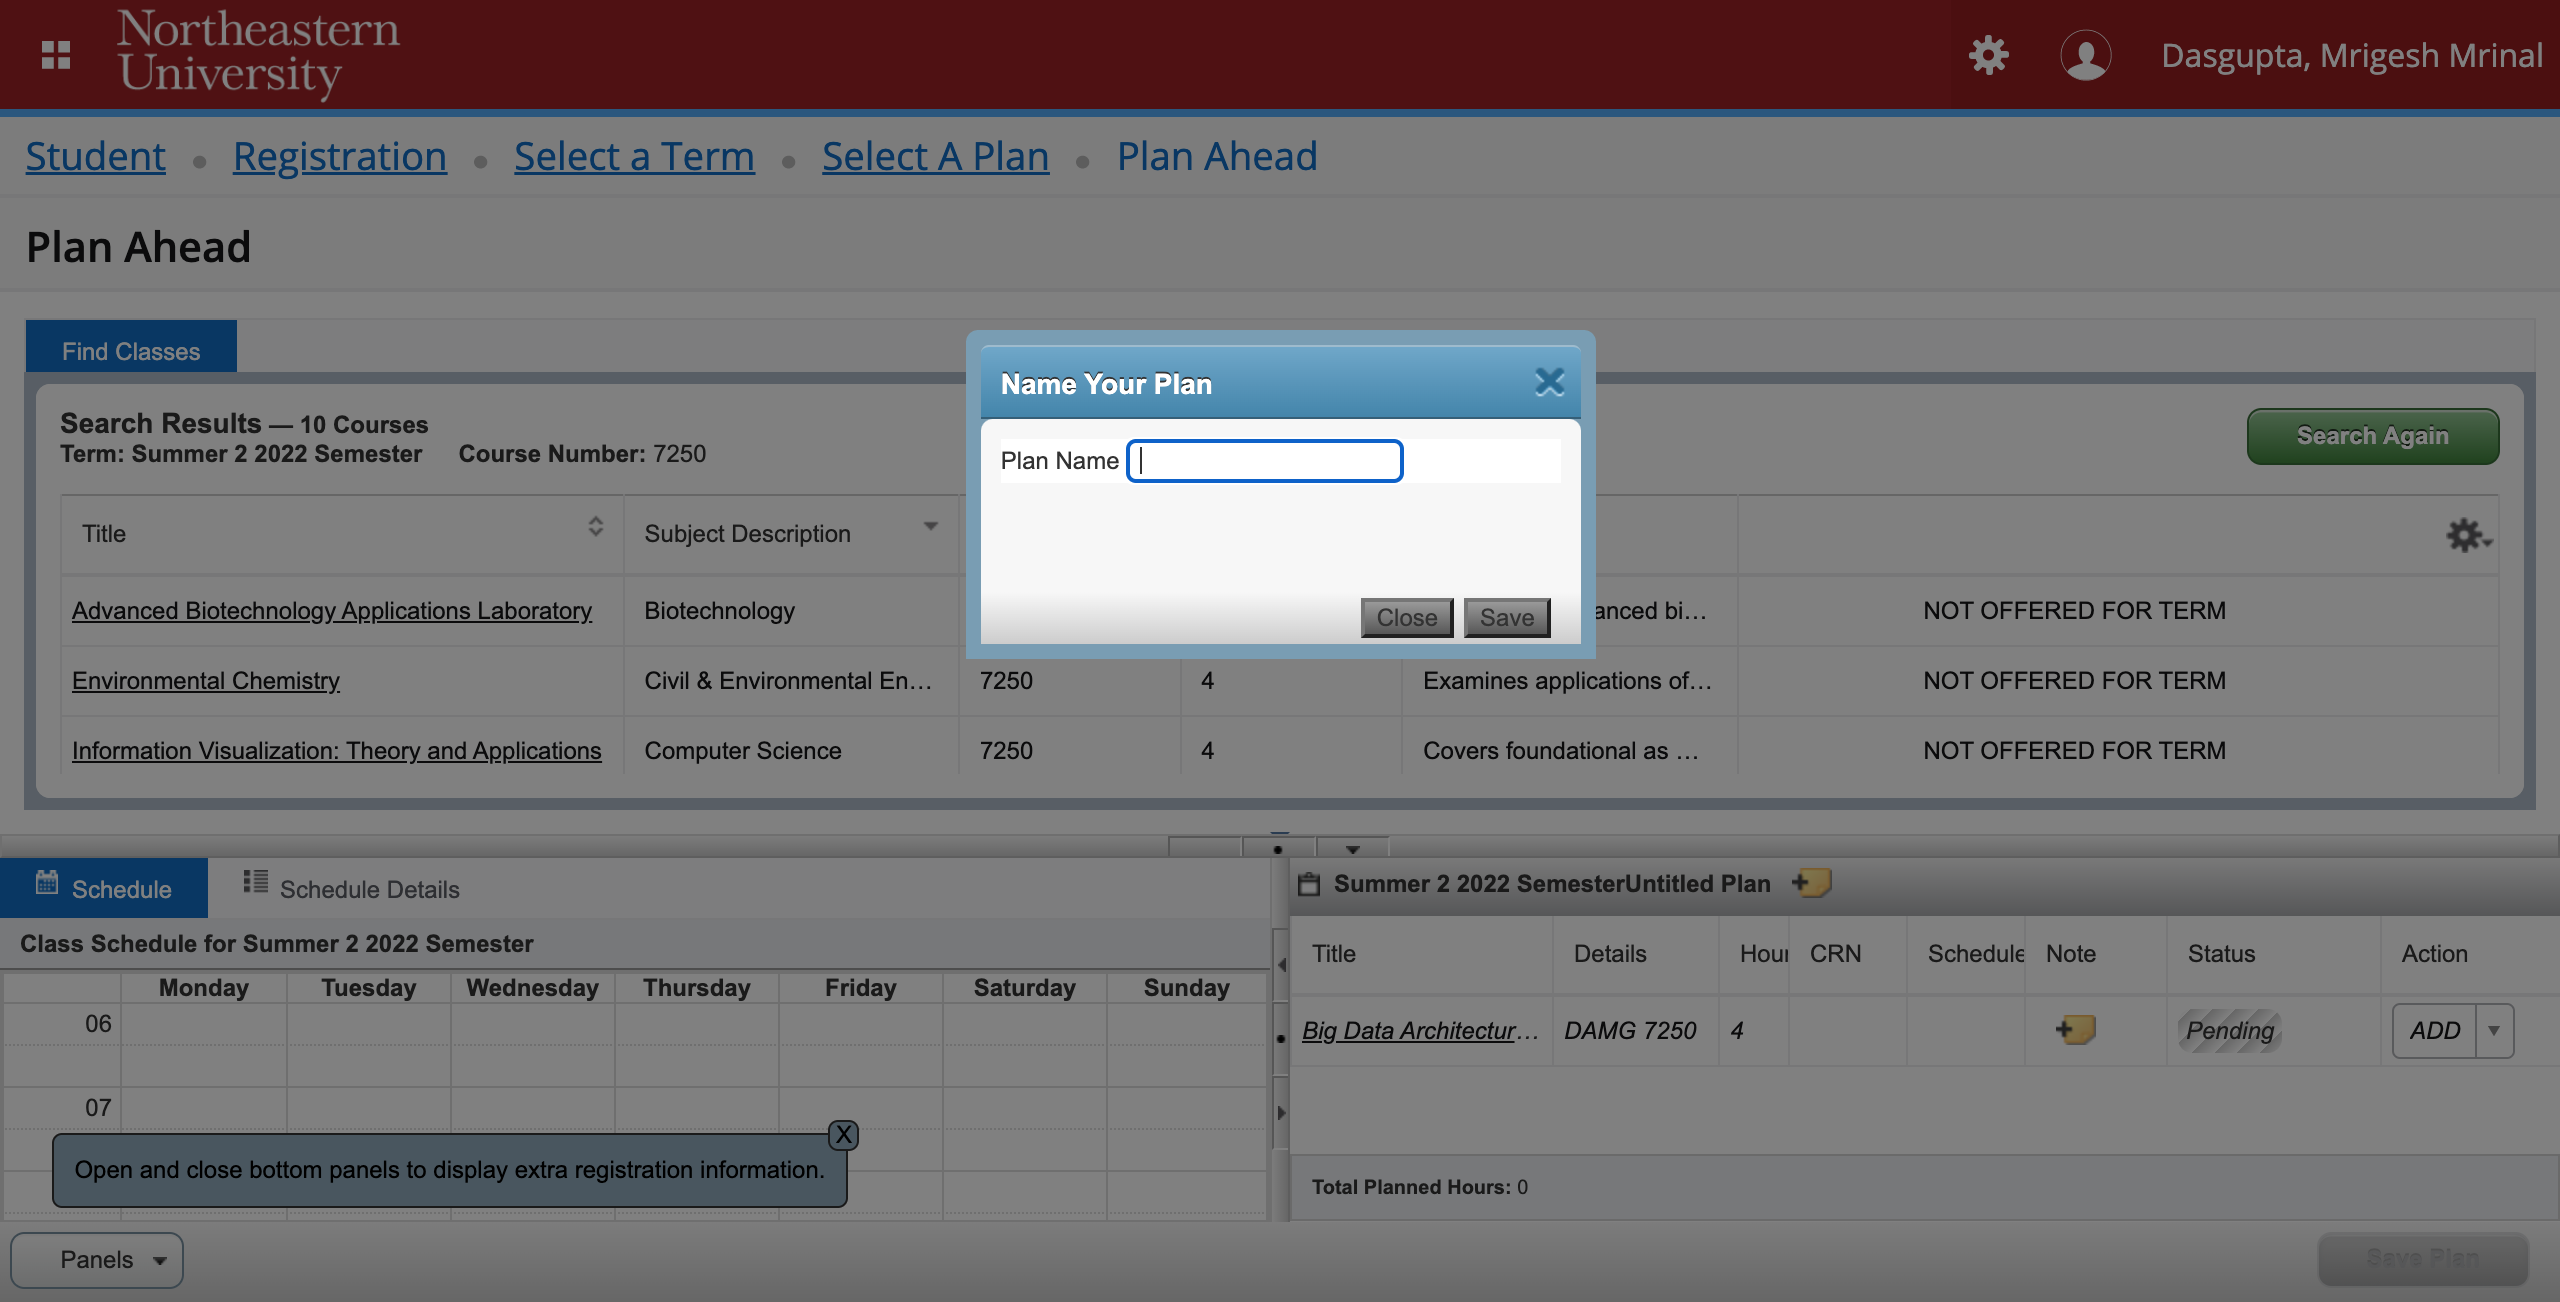 Northeastern
University
Dasgupta, Mrigesh Mrinal
Student • Registration • Select a Term • Select A Plan • Plan Ahead
Plan Ahead
Find Classes
Search Results — 10 Courses
Term: Summer 2 2022 Semester Course Number: 7250
Search Again
Name Your Plan
Plan Name
Close Save
Title Subject Description
Advanced Biotechnology Applications Laboratory Biotechnology anced bi... NOT OFFERED FOR TERM
Environmental Chemistry Civil & Environmental En... 7250 4 Examines applications of... NOT OFFERED FOR TERM
Information Visualization: Theory and Applications Computer Science 7250 4 Covers foundational as ... NOT OFFERED FOR TERM
Schedule Schedule Details
Class Schedule for Summer 2 2022 Semester
Monday Tuesday Wednesday Thursday Friday Saturday Sunday
06
07
X
Open and close bottom panels to display extra registration information.
Summer 2 2022 SemesterUntitled Plan
Title Details Hour CRN Schedule Note Status Action
Big Data Architectur... DAMG 7250 4 Pending ADD
Total Planned Hours: 0
Panels
Save Plan